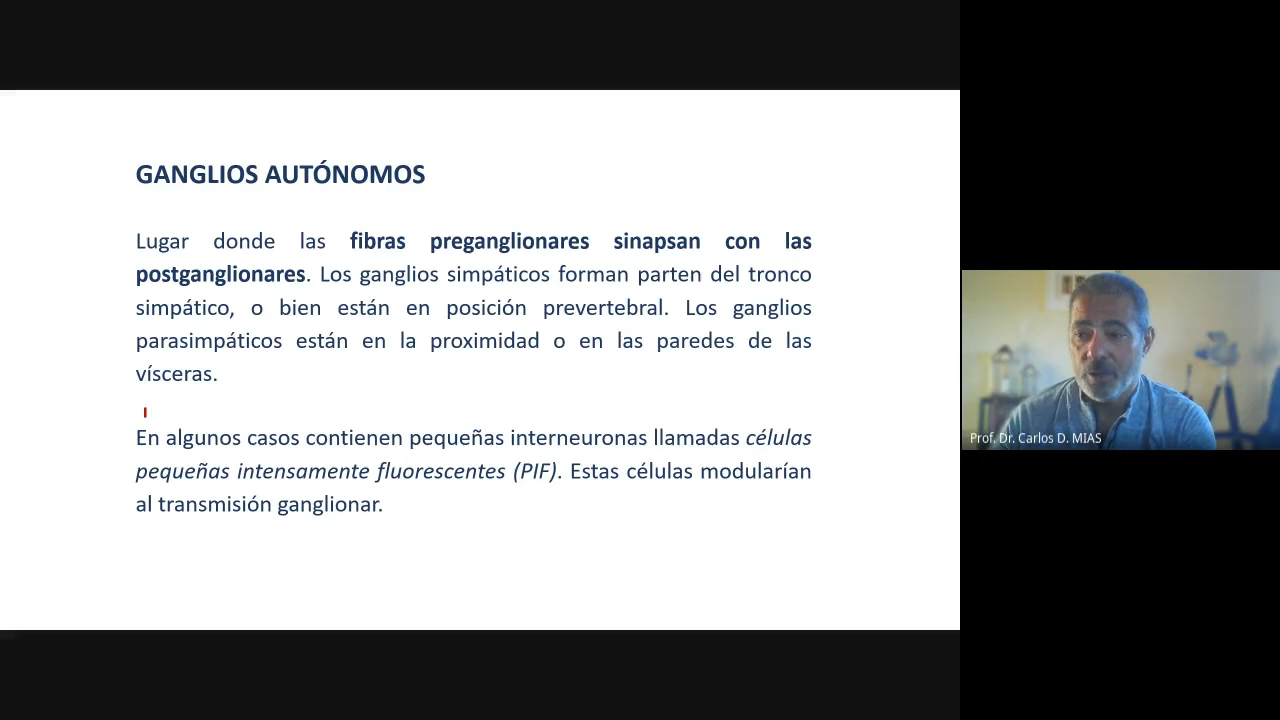 GANGLIOS AUTÓNOMOS
Lugar donde las fibras preganglionares sinapsan con las
postganglionares. Los ganglios simpáticos forman parten del tronco
simpático, o bien están en posición prevertebral. Los ganglios
parasimpáticos están en la proximidad o en las paredes de las
vísceras.
En algunos casos contienen pequeñas interneuronas llamadas células
pequeñas intensamente fluorescentes (PIF). Estas células modularían
al transmisión ganglionar.
Prof. Dr. Carlos D. MIAS